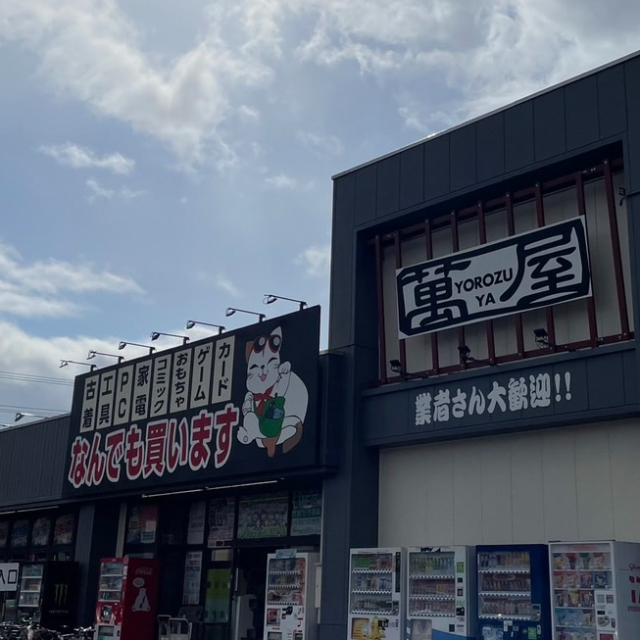 萬屋
YOROZU
YA
業者さん大歓迎!!
古着
工具
PC
家電
コミック
おもちゃ
ゲーム
カード
なんでも買います
入口